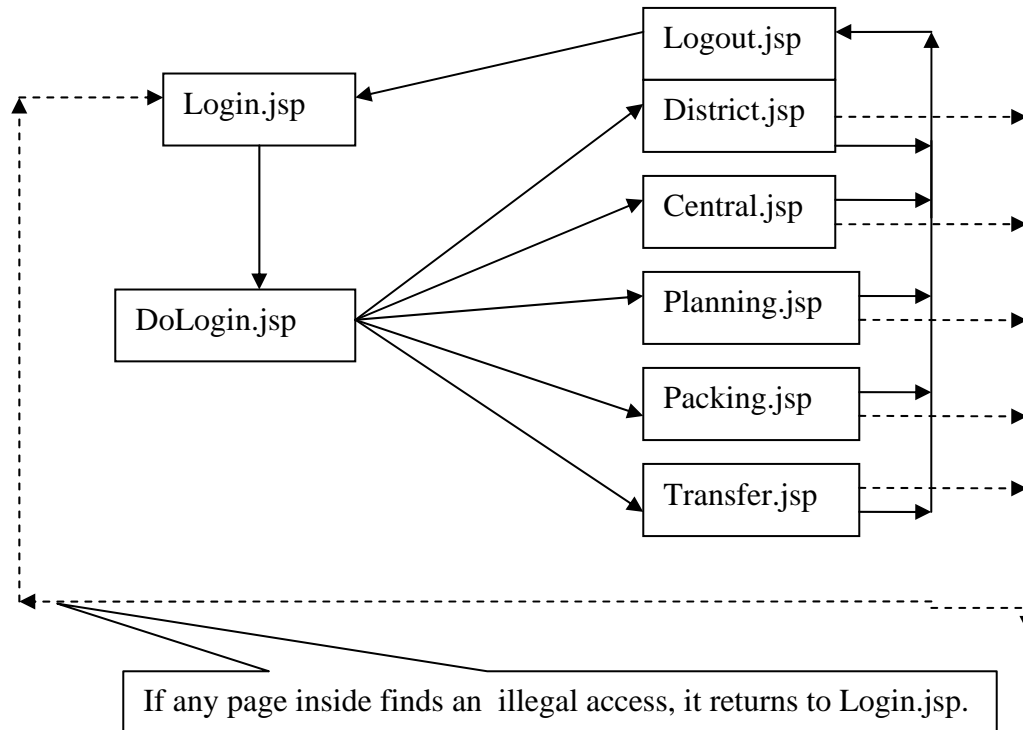 Logout.jsp
Login.jsp
District.jsp
Central.jsp
DoLogin.jsp
Planning.jsp
Packing.jsp
Transfer.jsp
If any page inside finds an  illegal access, it returns to Login.jsp.